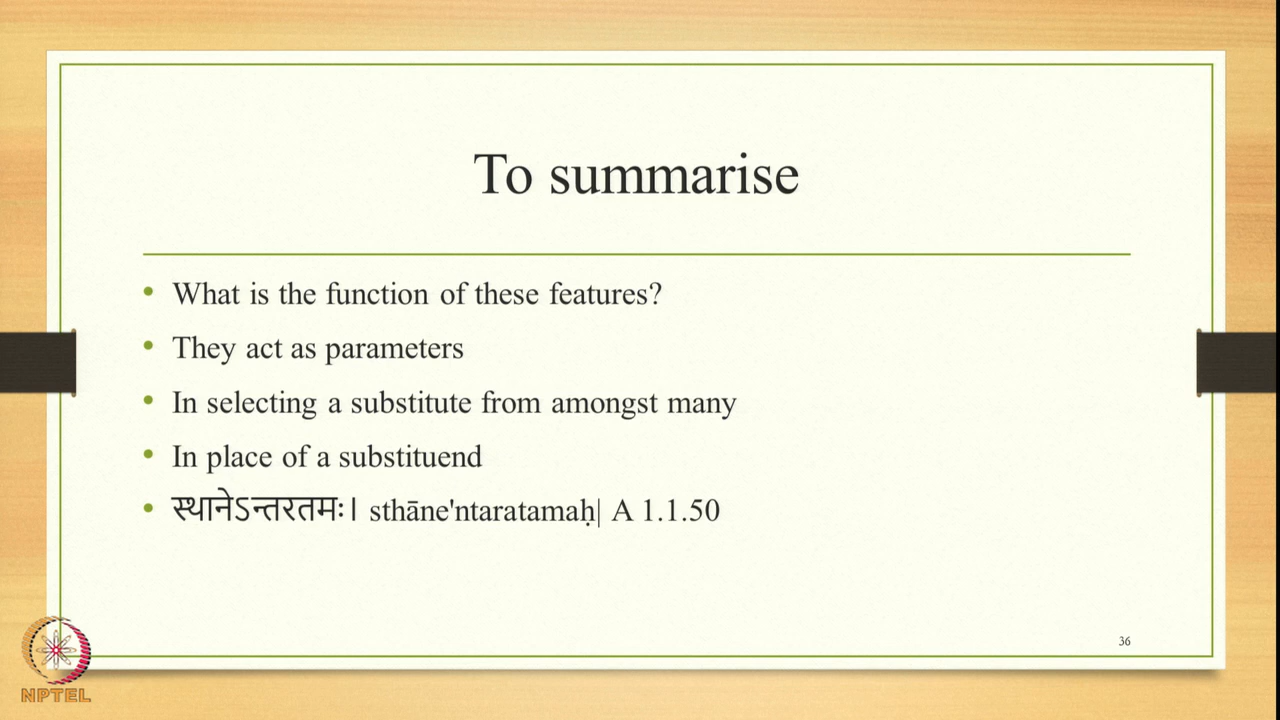 To summarise
• What is the function of these features?
• They act as parameters
• In selecting a substitute from amongst many
• In place of a substituend
• स्थानेऽन्तरतमः। sthāne'ntaratamaḥ| A 1.1.50
36
NPTEL